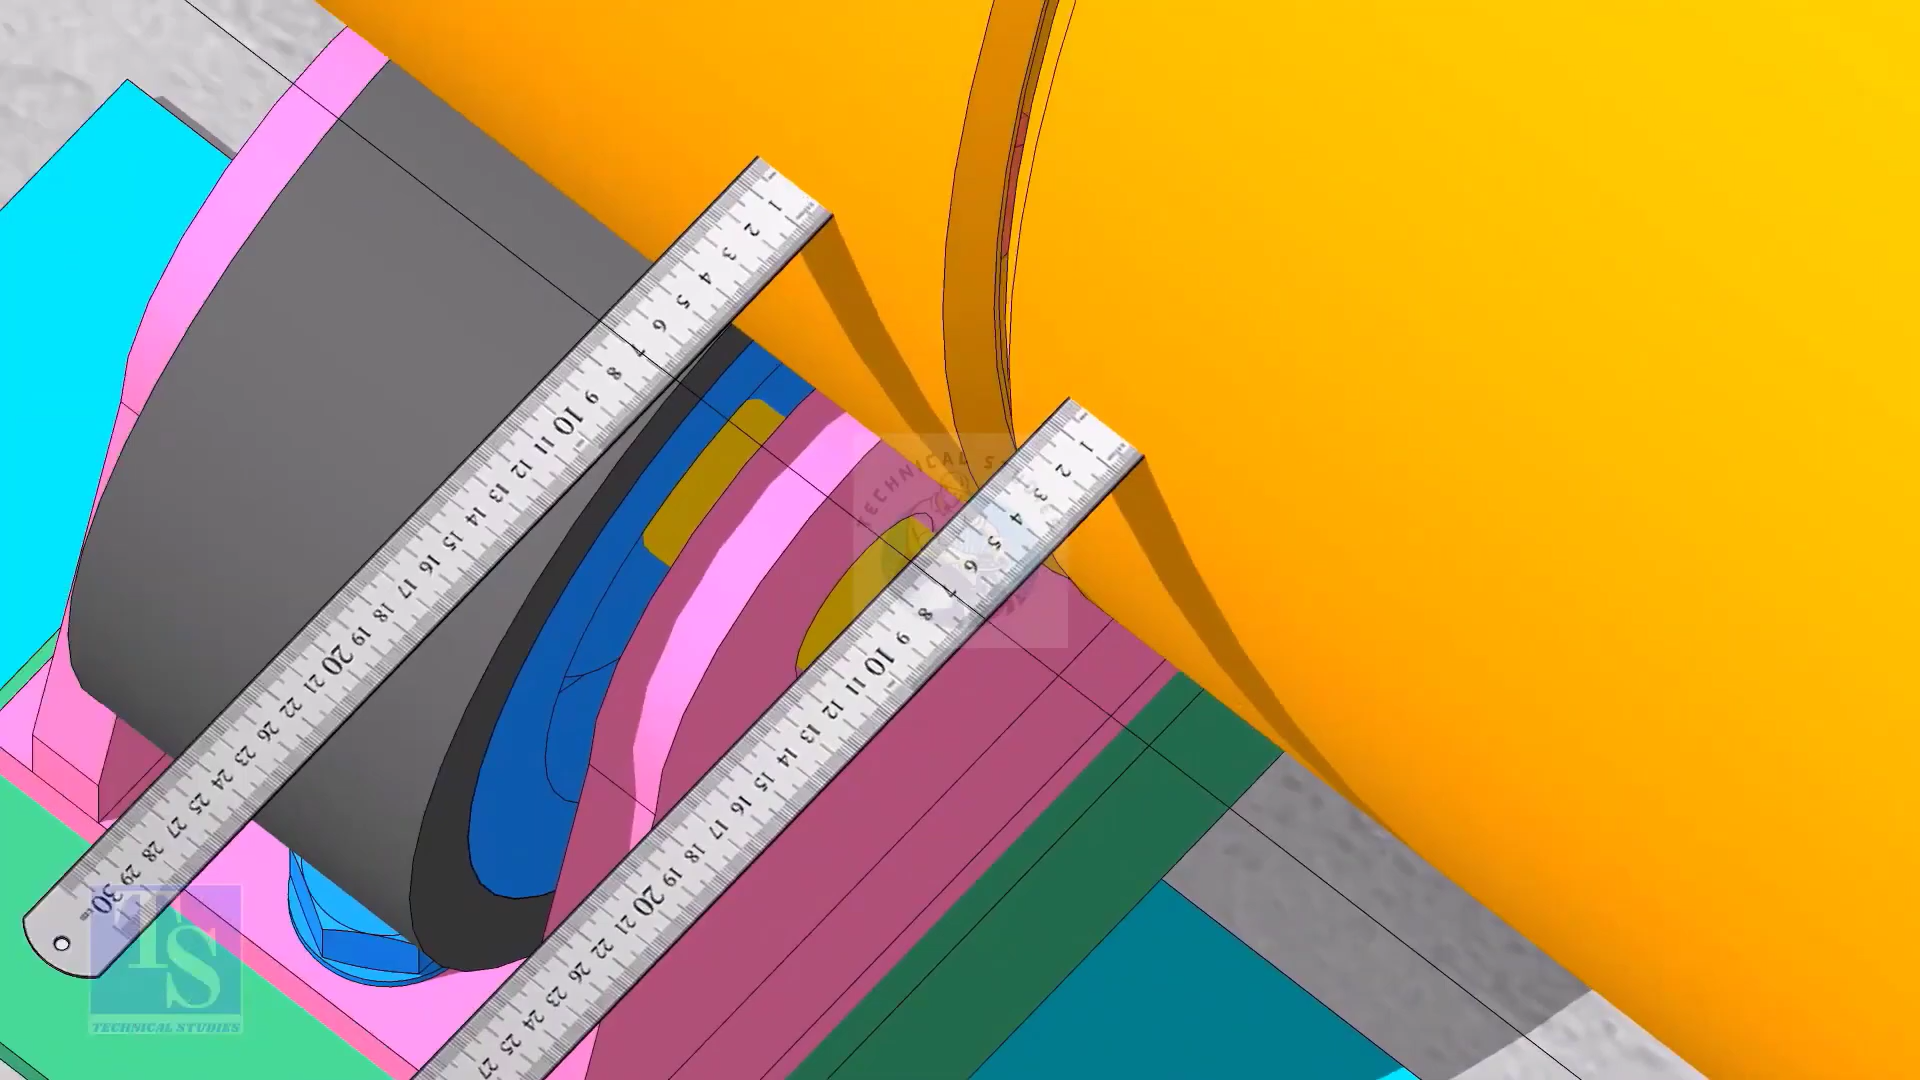 1 2 3 4 5 6 7 8 9 10 11 12 13 14 15 16 17 18 19 20 21 22 26 23 24 25 27 28 29 30
1 2 3 4 5 6 7 8 9 10 11 12 13 14 15 16 17 18 19 20 21 22 26 23 24 25 27
TECHNICAL S
TS
TECHNICAL STUDIES